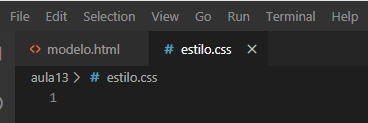 File Edit Selection View Go Run Terminal Help
<> modelo.html # estilo.css ×
aula13 > # estilo.css
1